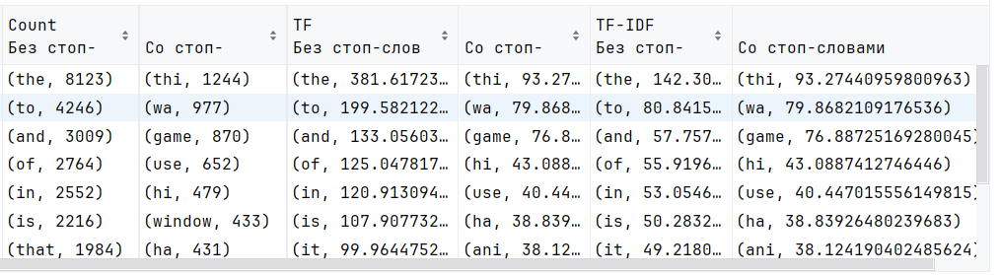 Count TF TF-IDF
Без стоп- Со стоп- Без стоп-слов Со стоп- Без стоп- Со стоп-словами
(the, 8123) (thi, 1244) (the, 381.61723… (thi, 93.27… (the, 142.30… (thi, 93.27440959800963)
(to, 4246) (wa, 977) (to, 199.582122… (wa, 79.868… (to, 80.8415… (wa, 79.8682109176536)
(and, 3009) (game, 870) (and, 133.05603… (game, 76.8… (and, 57.757… (game, 76.88725169280045)
(of, 2764) (use, 652) (of, 125.047817… (hi, 43.088… (of, 55.9196… (hi, 43.0887412746446)
(in, 2552) (hi, 479) (in, 120.913094… (use, 40.44… (in, 53.0546… (use, 40.447015556149815)
(is, 2216) (window, 433) (is, 107.907732… (ha, 38.839… (is, 50.2832… (ha, 38.83926480239683)
(that, 1984) (ha, 431) (it, 99.9644752… (ani, 38.12… (it, 49.2180… (ani, 38.124190402485624)